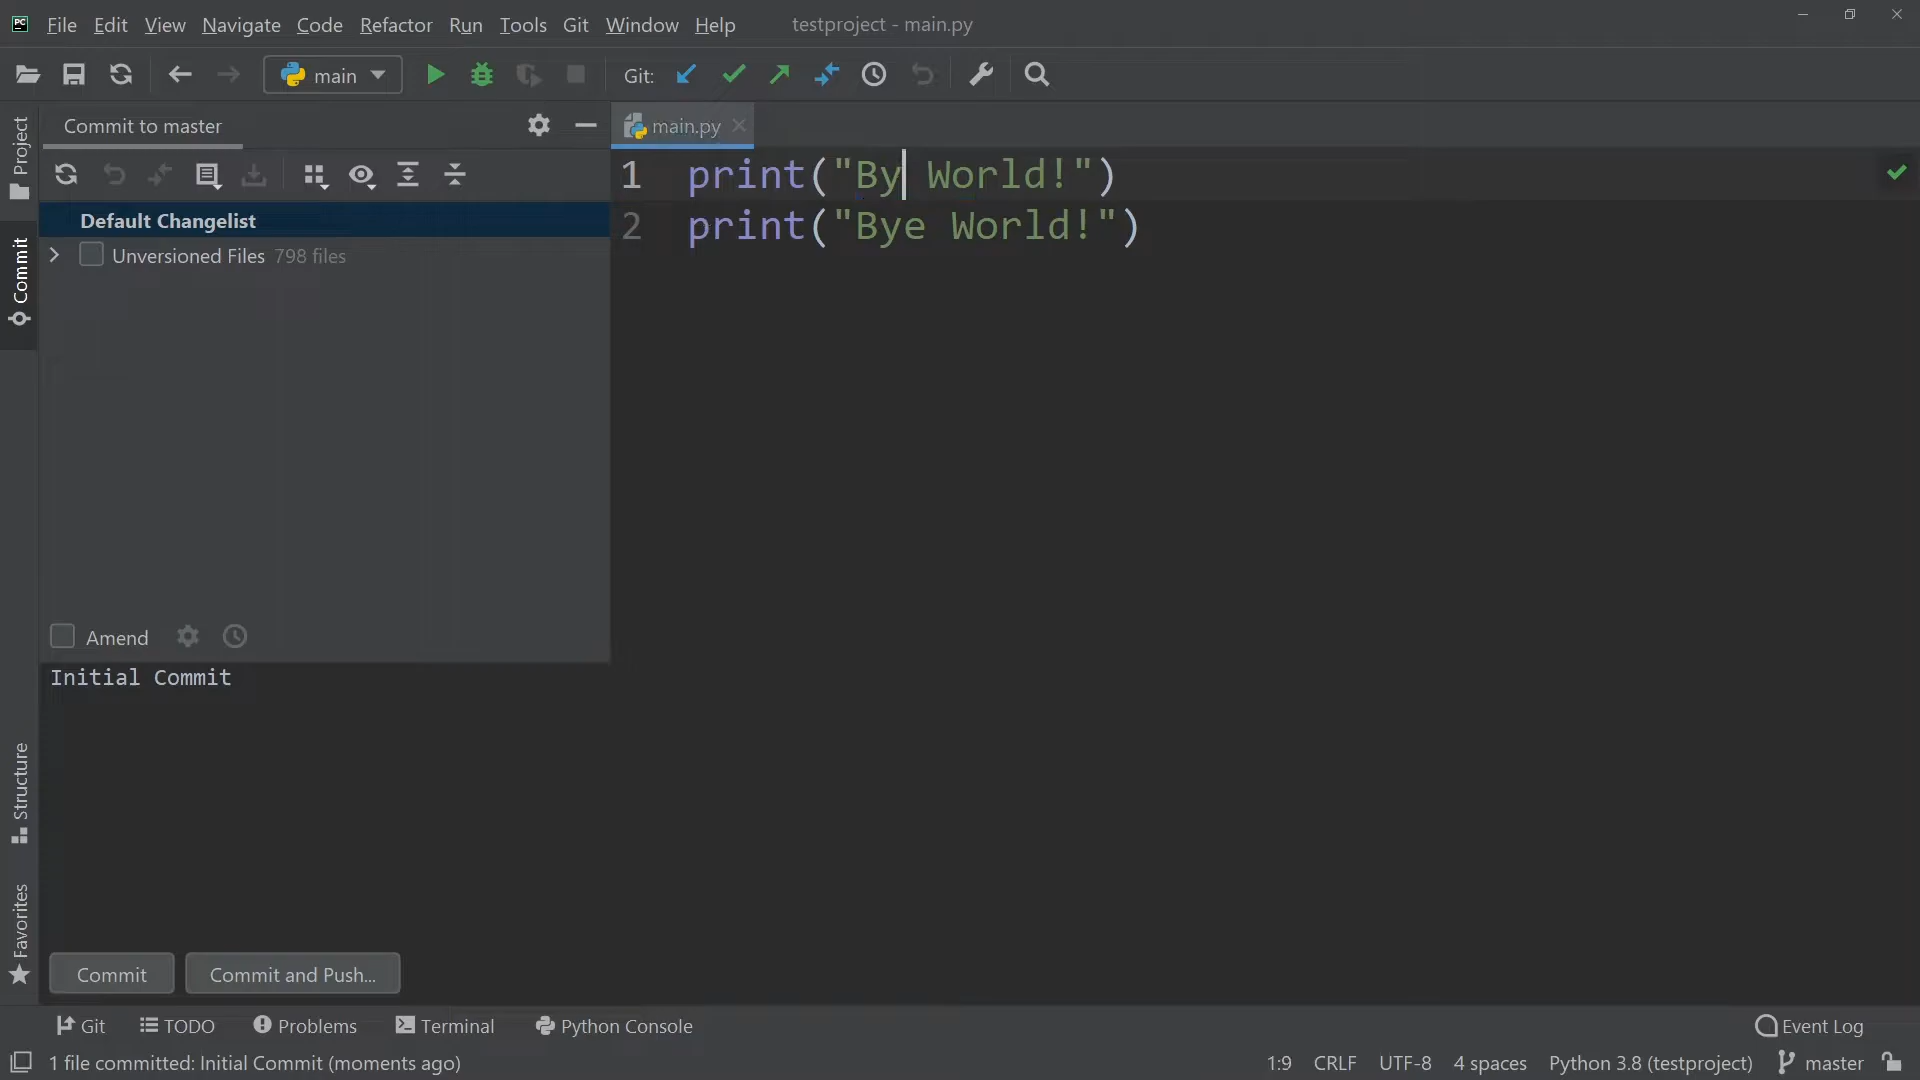 PC File Edit View Navigate Code Refactor Run Tools Git Window Help testproject - main.py
main Git:
Project
Commit to master
main.py
1 print("By World!")
2 print("Bye World!")
Default Changelist
Unversioned Files 798 files
Commit
Amend
Initial Commit
Structure
Favorites
Commit Commit and Push...
Git TODO Problems Terminal Python Console Event Log
1 file committed: Initial Commit (moments ago) 1:9 CRLF UTF-8 4 spaces Python 3.8 (testproject) master